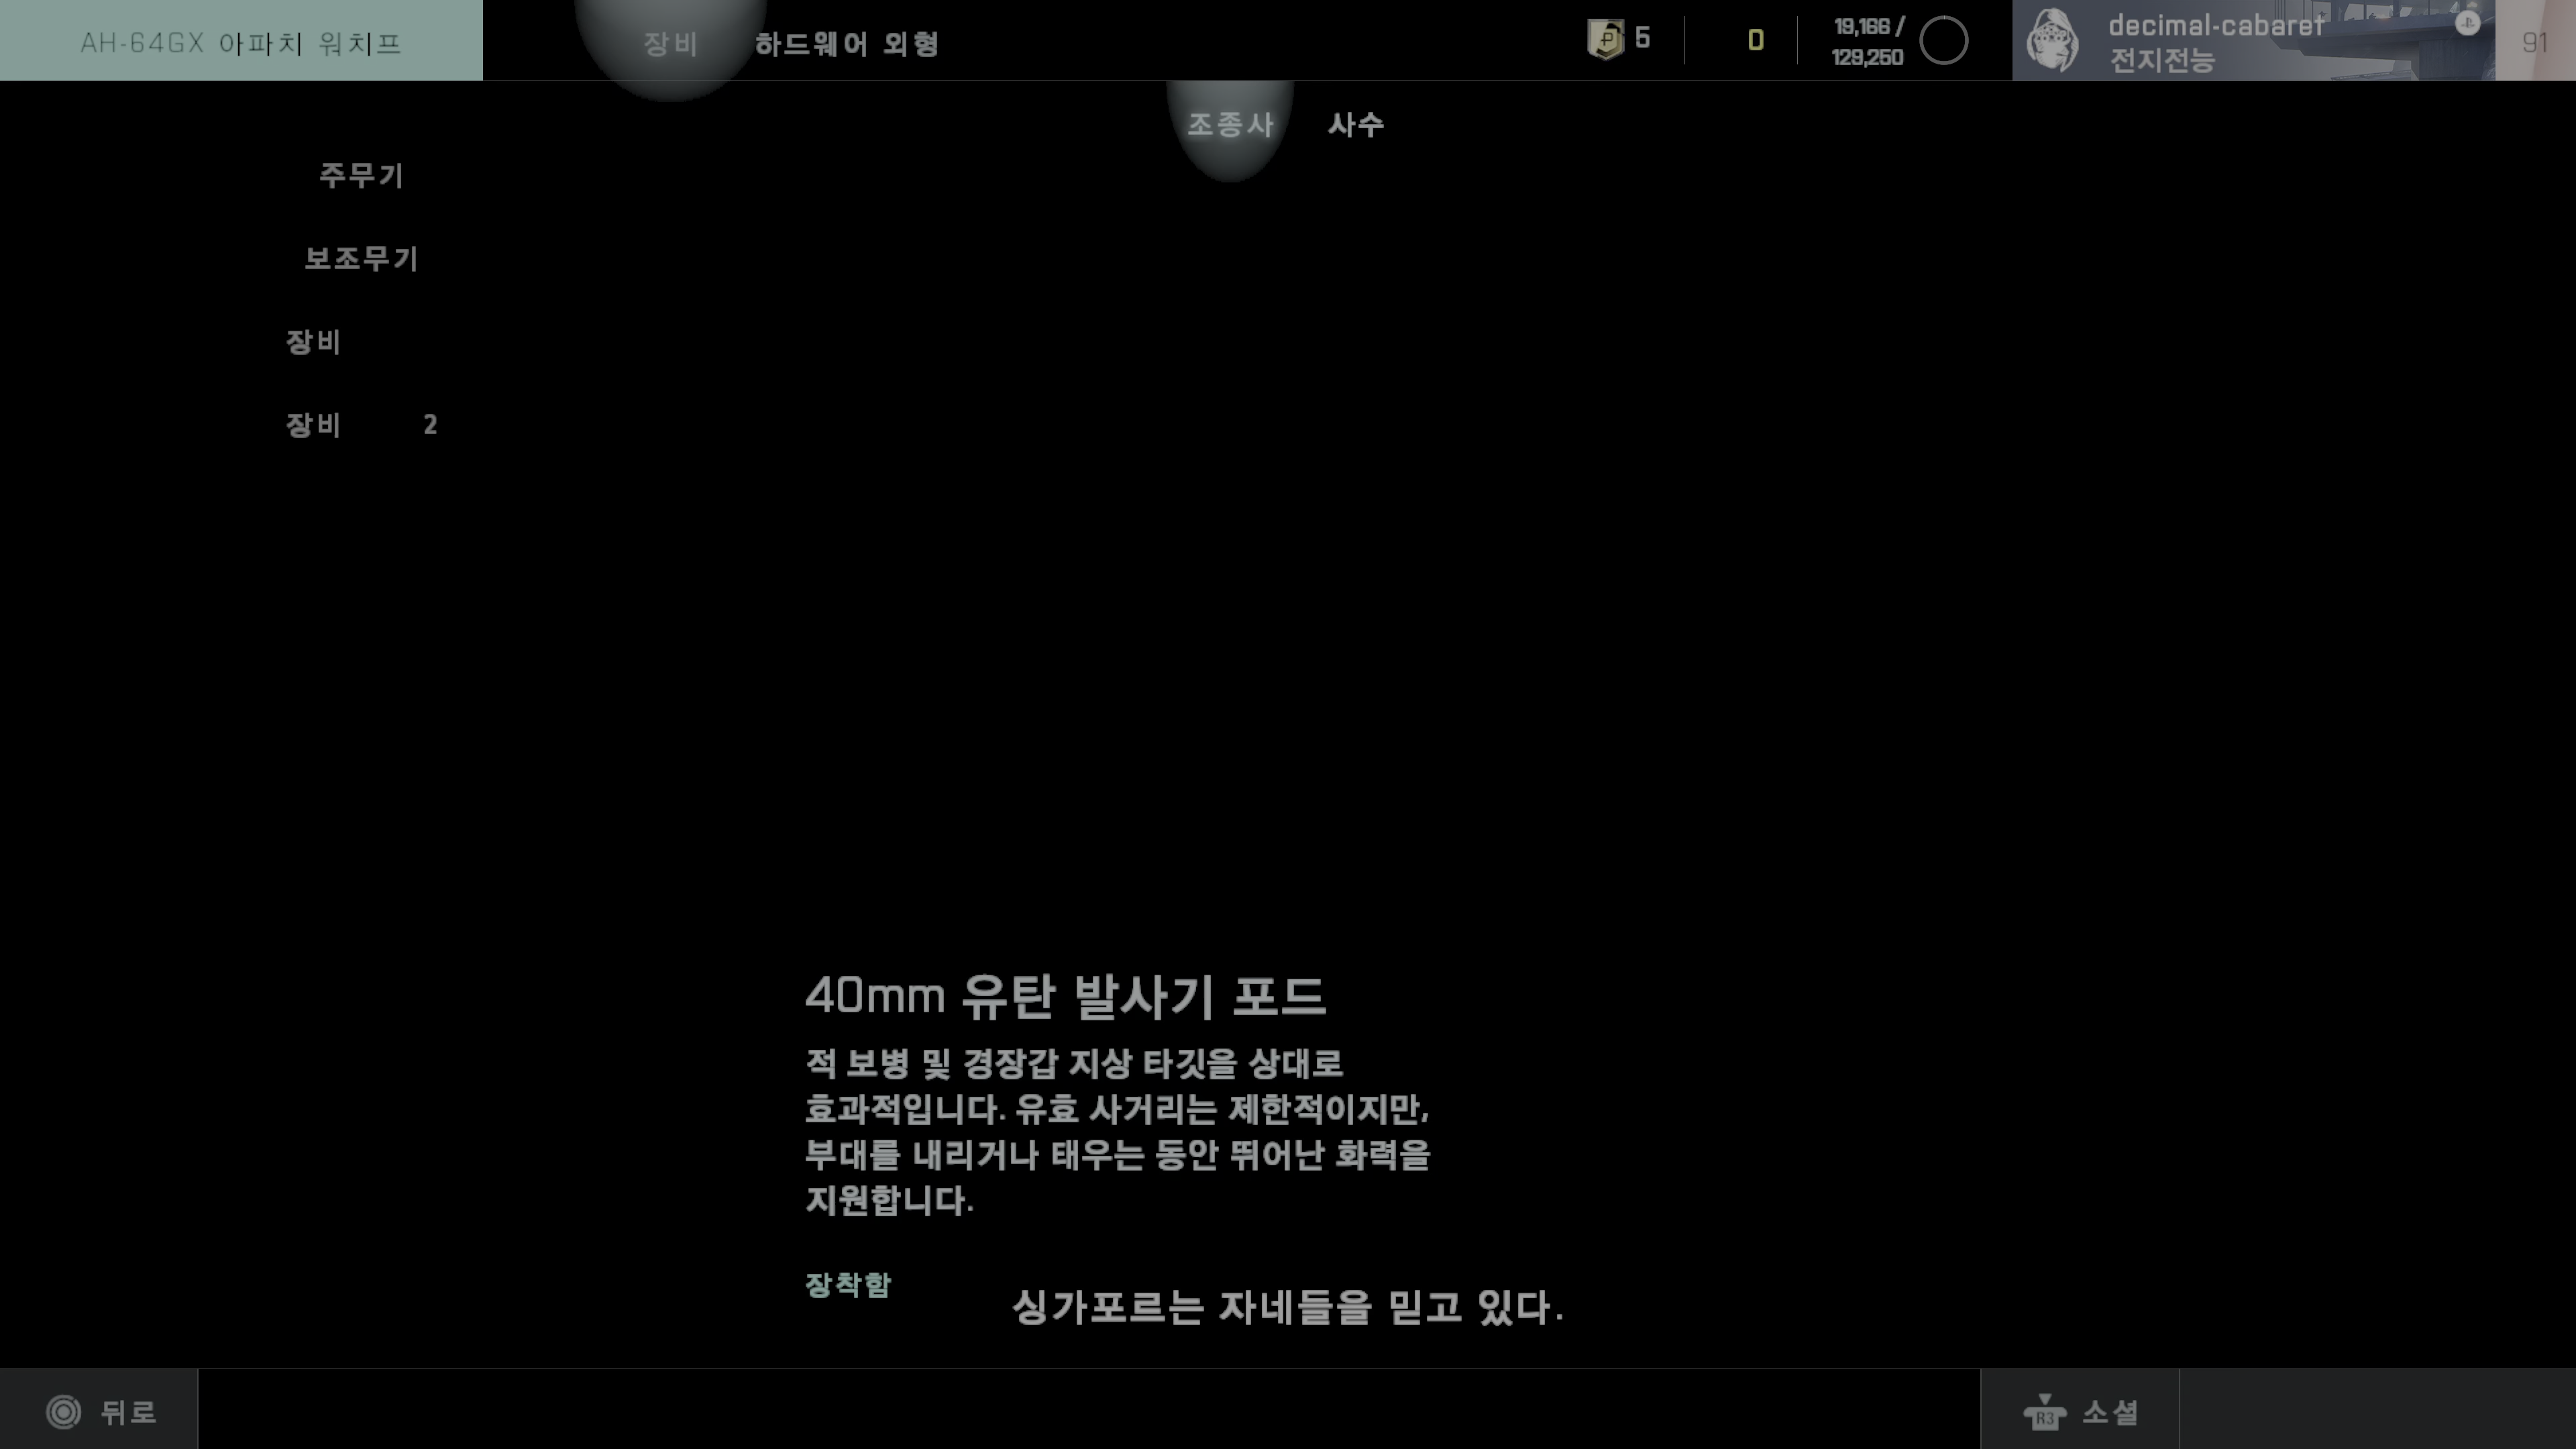 AH-64GX 아파치 워치프
장비 하드웨어 외형
5
0
19,166 /
129,250
decimal-cabaret
전지전능
91
조종사 사수
주무기
보조무기
장비
장비 2
40mm 유탄 발사기 포드
적 보병 및 경장갑 지상 타깃을 상대로
효과적입니다. 유효 사거리는 제한적이지만,
부대를 내리거나 태우는 동안 뛰어난 화력을
지원합니다.
장착함
싱가포르는 자네들을 믿고 있다.
뒤로
R3 소셜